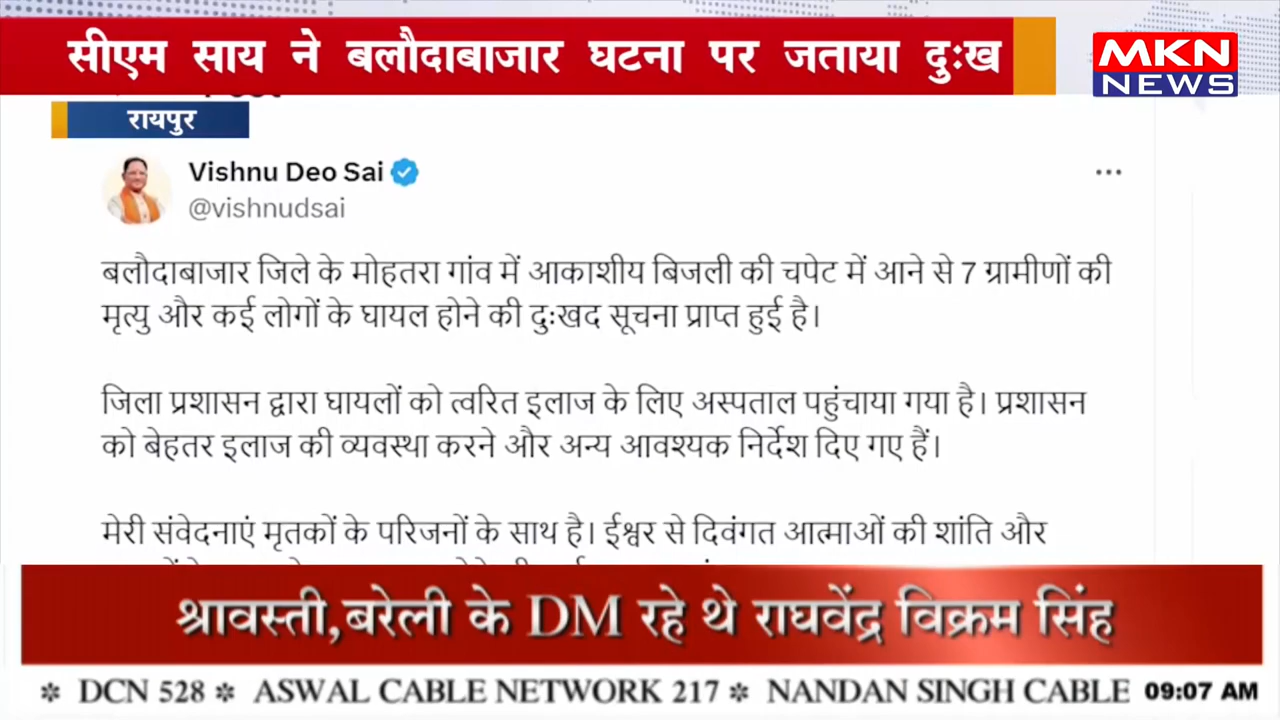 सीएम साय ने बलौदाबाजार घटना पर जताया दुःख
MKN
NEWS
रायपुर
Vishnu Deo Sai
@vishnudsai
बलौदाबाजार जिले के मोहतरा गांव में आकाशीय बिजली की चपेट में आने से 7 ग्रामीणों की
मृत्यु और कई लोगों के घायल होने की दुःखद सूचना प्राप्त हुई है।
जिला प्रशासन द्वारा घायलों को त्वरित इलाज के लिए अस्पताल पहुंचाया गया है। प्रशासन
को बेहतर इलाज की व्यवस्था करने और अन्य आवश्यक निर्देश दिए गए हैं।
मेरी संवेदनाएं मृतकों के परिजनों के साथ है। ईश्वर से दिवंगत आत्माओं की शांति और
श्रावस्ती,बरेली के DM रहे थे राघवेंद्र विक्रम सिंह
✻ DCN 528 ✻ ASWAL CABLE NETWORK 217 ✻ NANDAN SINGH CABLE 09:07 AM